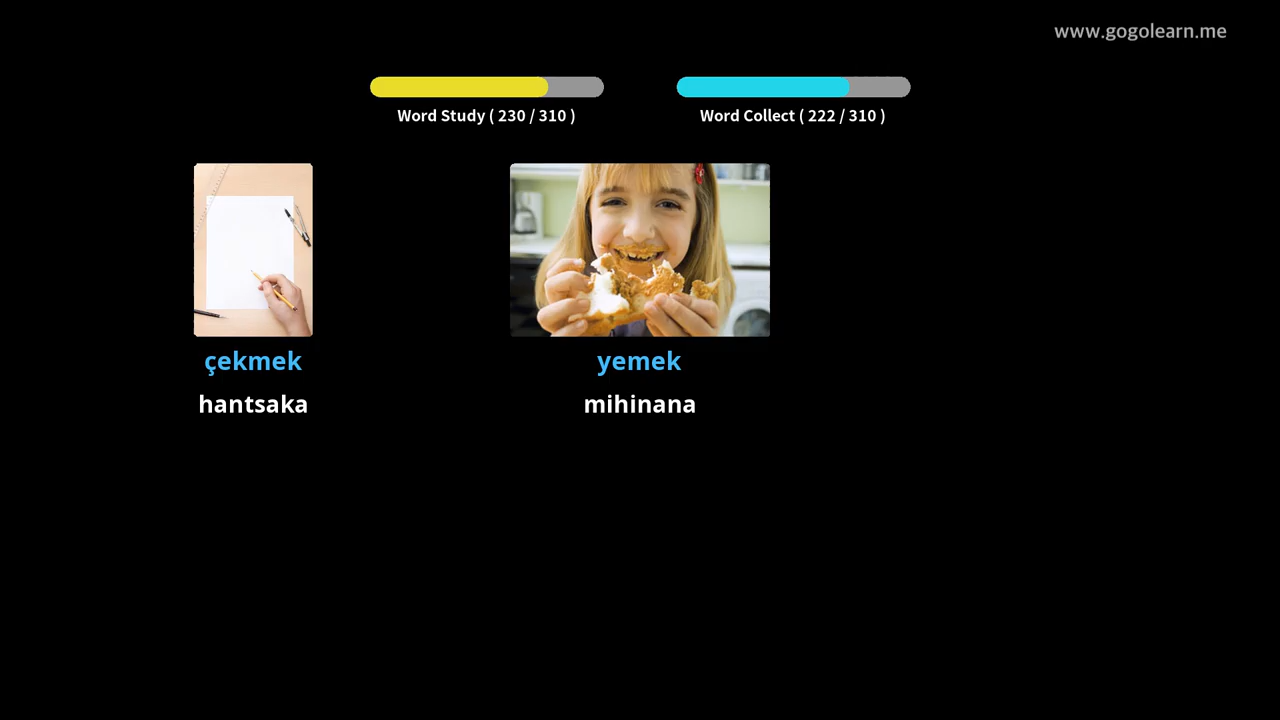 www.gogolearn.me
Word Study ( 230 / 310 )
Word Collect ( 222 / 310 )
çekmek
hantsaka
yemek
mihinana